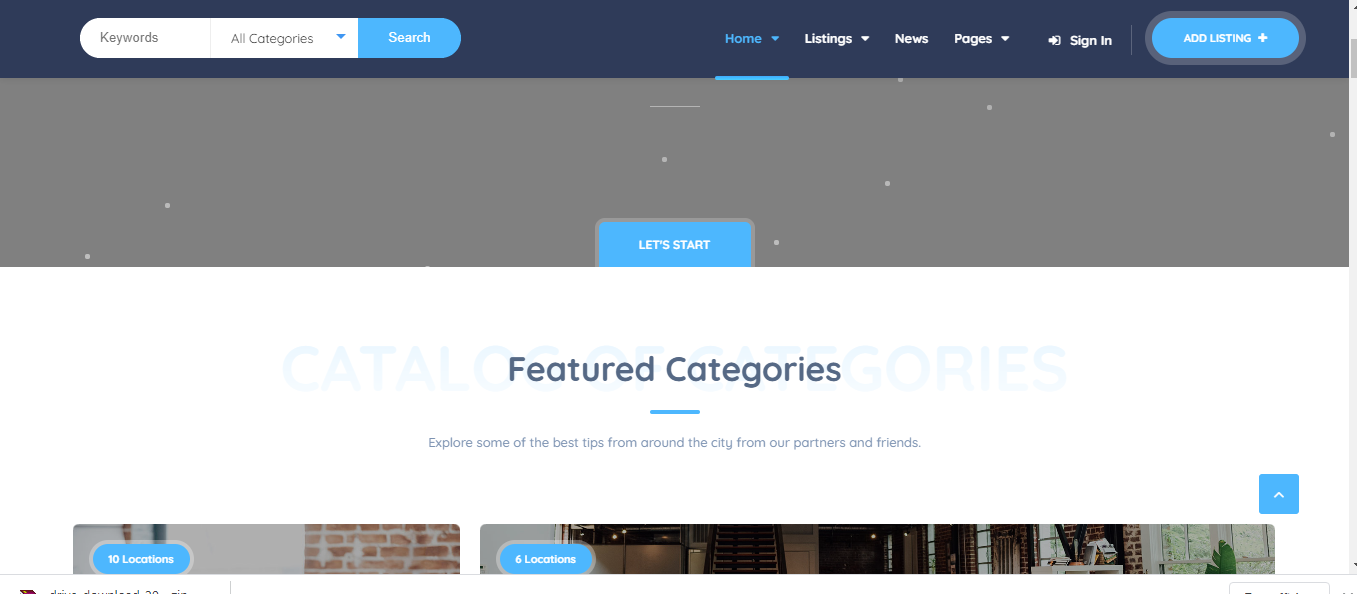 Keywords
All Categories
Search
Home
Listings
News
Pages
Sign In
ADD LISTING
LET'S START
CATALOG OF CATEGORIES
Featured Categories
Explore some of the best tips from around the city from our partners and friends.
10 Locations
6 Locations